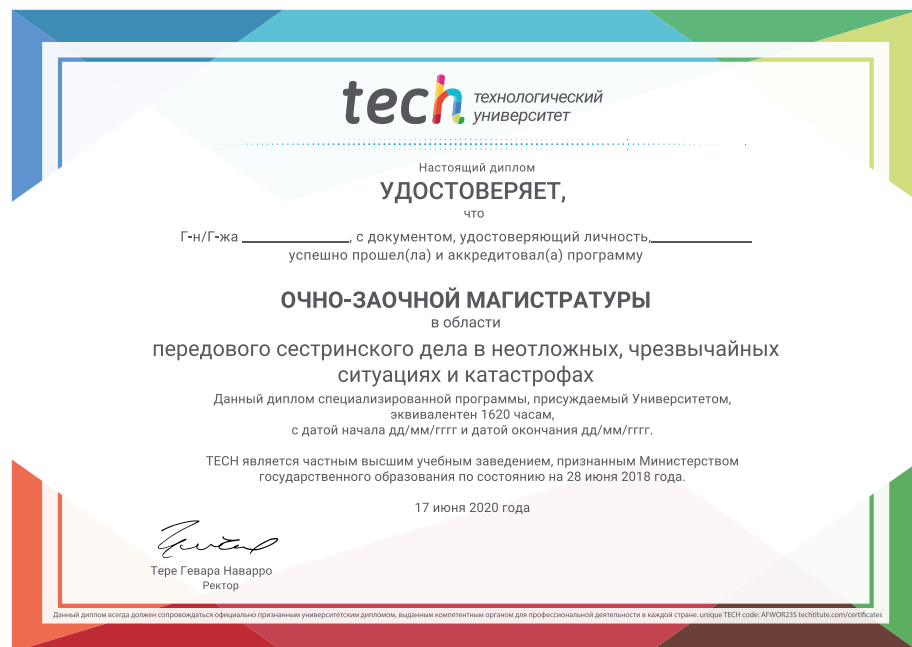 tech технологический
университет
Настоящий диплом
УДОСТОВЕРЯЕТ,
что
Г-н/Г-жа ______________, с документом, удостоверяющий личность,______________
успешно прошел(ла) и аккредитовал(а) программу
ОЧНО-ЗАОЧНОЙ МАГИСТРАТУРЫ
в области
передового сестринского дела в неотложных, чрезвычайных
ситуациях и катастрофах
Данный диплом специализированной программы, присуждаемый Университетом,
эквивалентен 1620 часам,
с датой начала дд/мм/гггг и датой окончания дд/мм/гггг.
TECH является частным высшим учебным заведением, признанным Министерством
государственного образования по состоянию на 28 июня 2018 года.
17 июня 2020 года
Тере Гевара Наварро
Ректор
Данный диплом всегда должен сопровождаться официально признанным университетским дипломом, выданным компетентным органом для профессиональной деятельности в каждой стране. unique TECH code: AFWOR235 techtitute.com/certificates